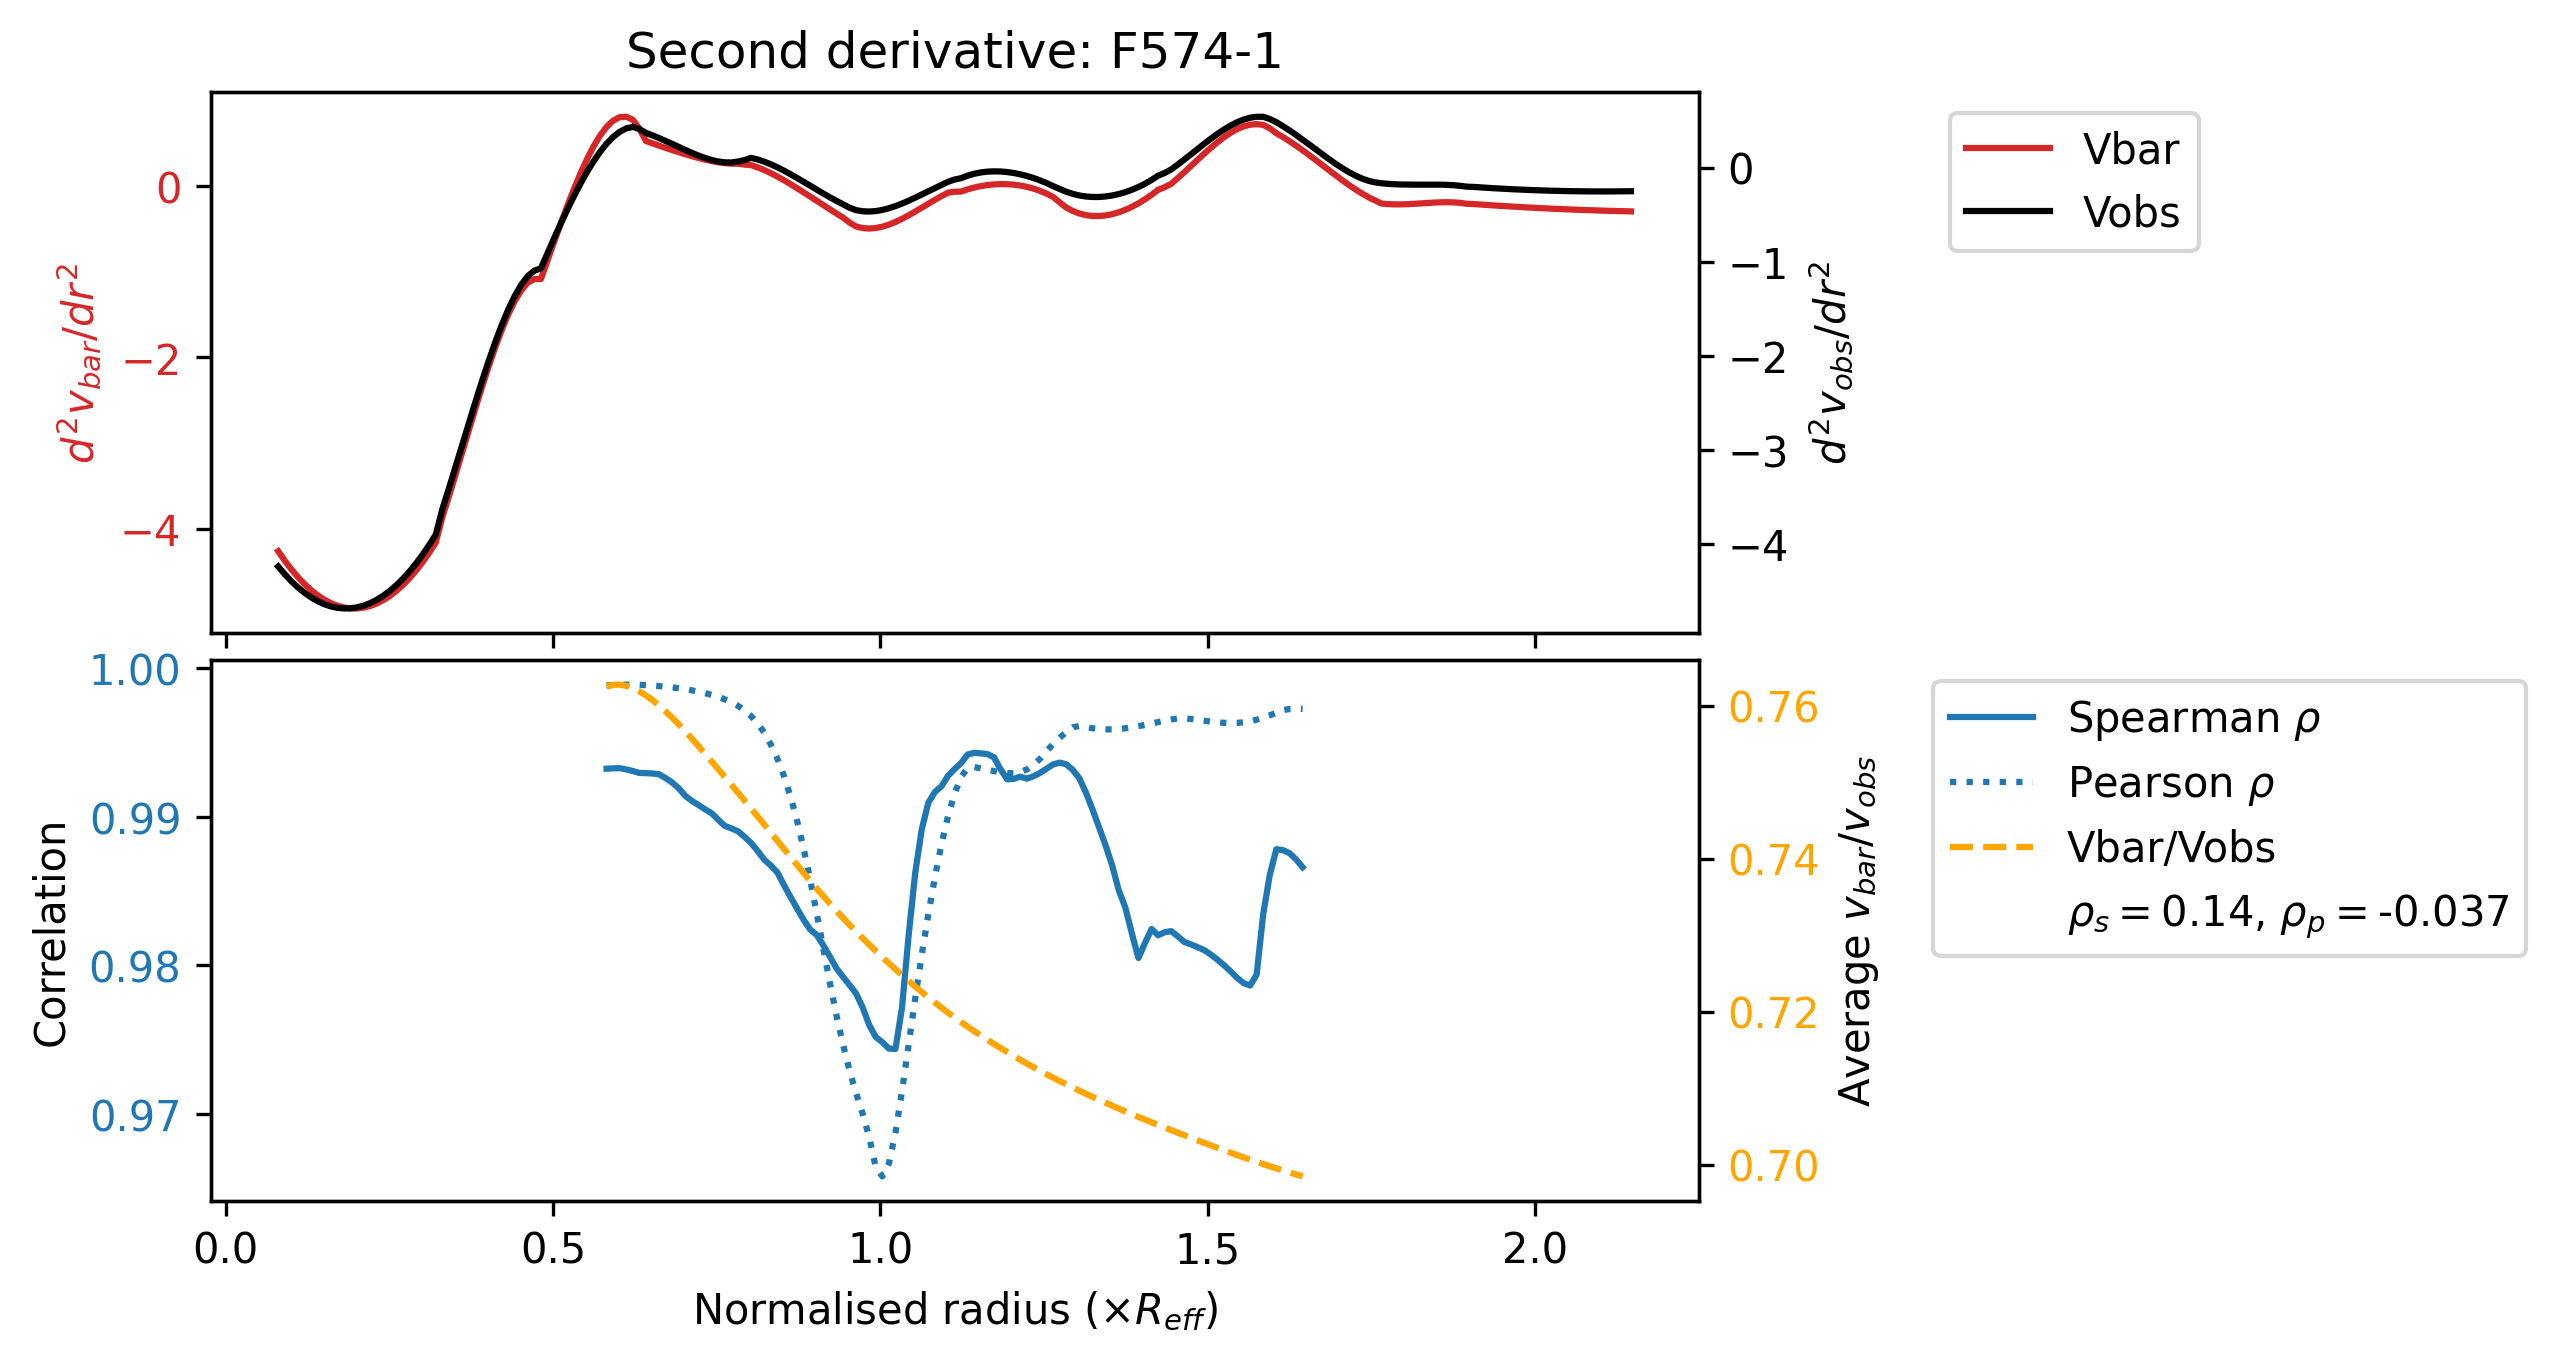 Second derivative: F574-1
0
−2
−4
d²v_bar/dr²
0
−1
−2
−3
−4
d²v_obs/dr²
Vbar
Vobs
1.00
0.99
0.98
0.97
Correlation
0.76
0.74
0.72
0.70
Average v_bar/v_obs
Spearman ρ
Pearson ρ
Vbar/Vobs
ρ_s = 0.14, ρ_p = -0.037
0.0 0.5 1.0 1.5 2.0
Normalised radius (×R_eff)